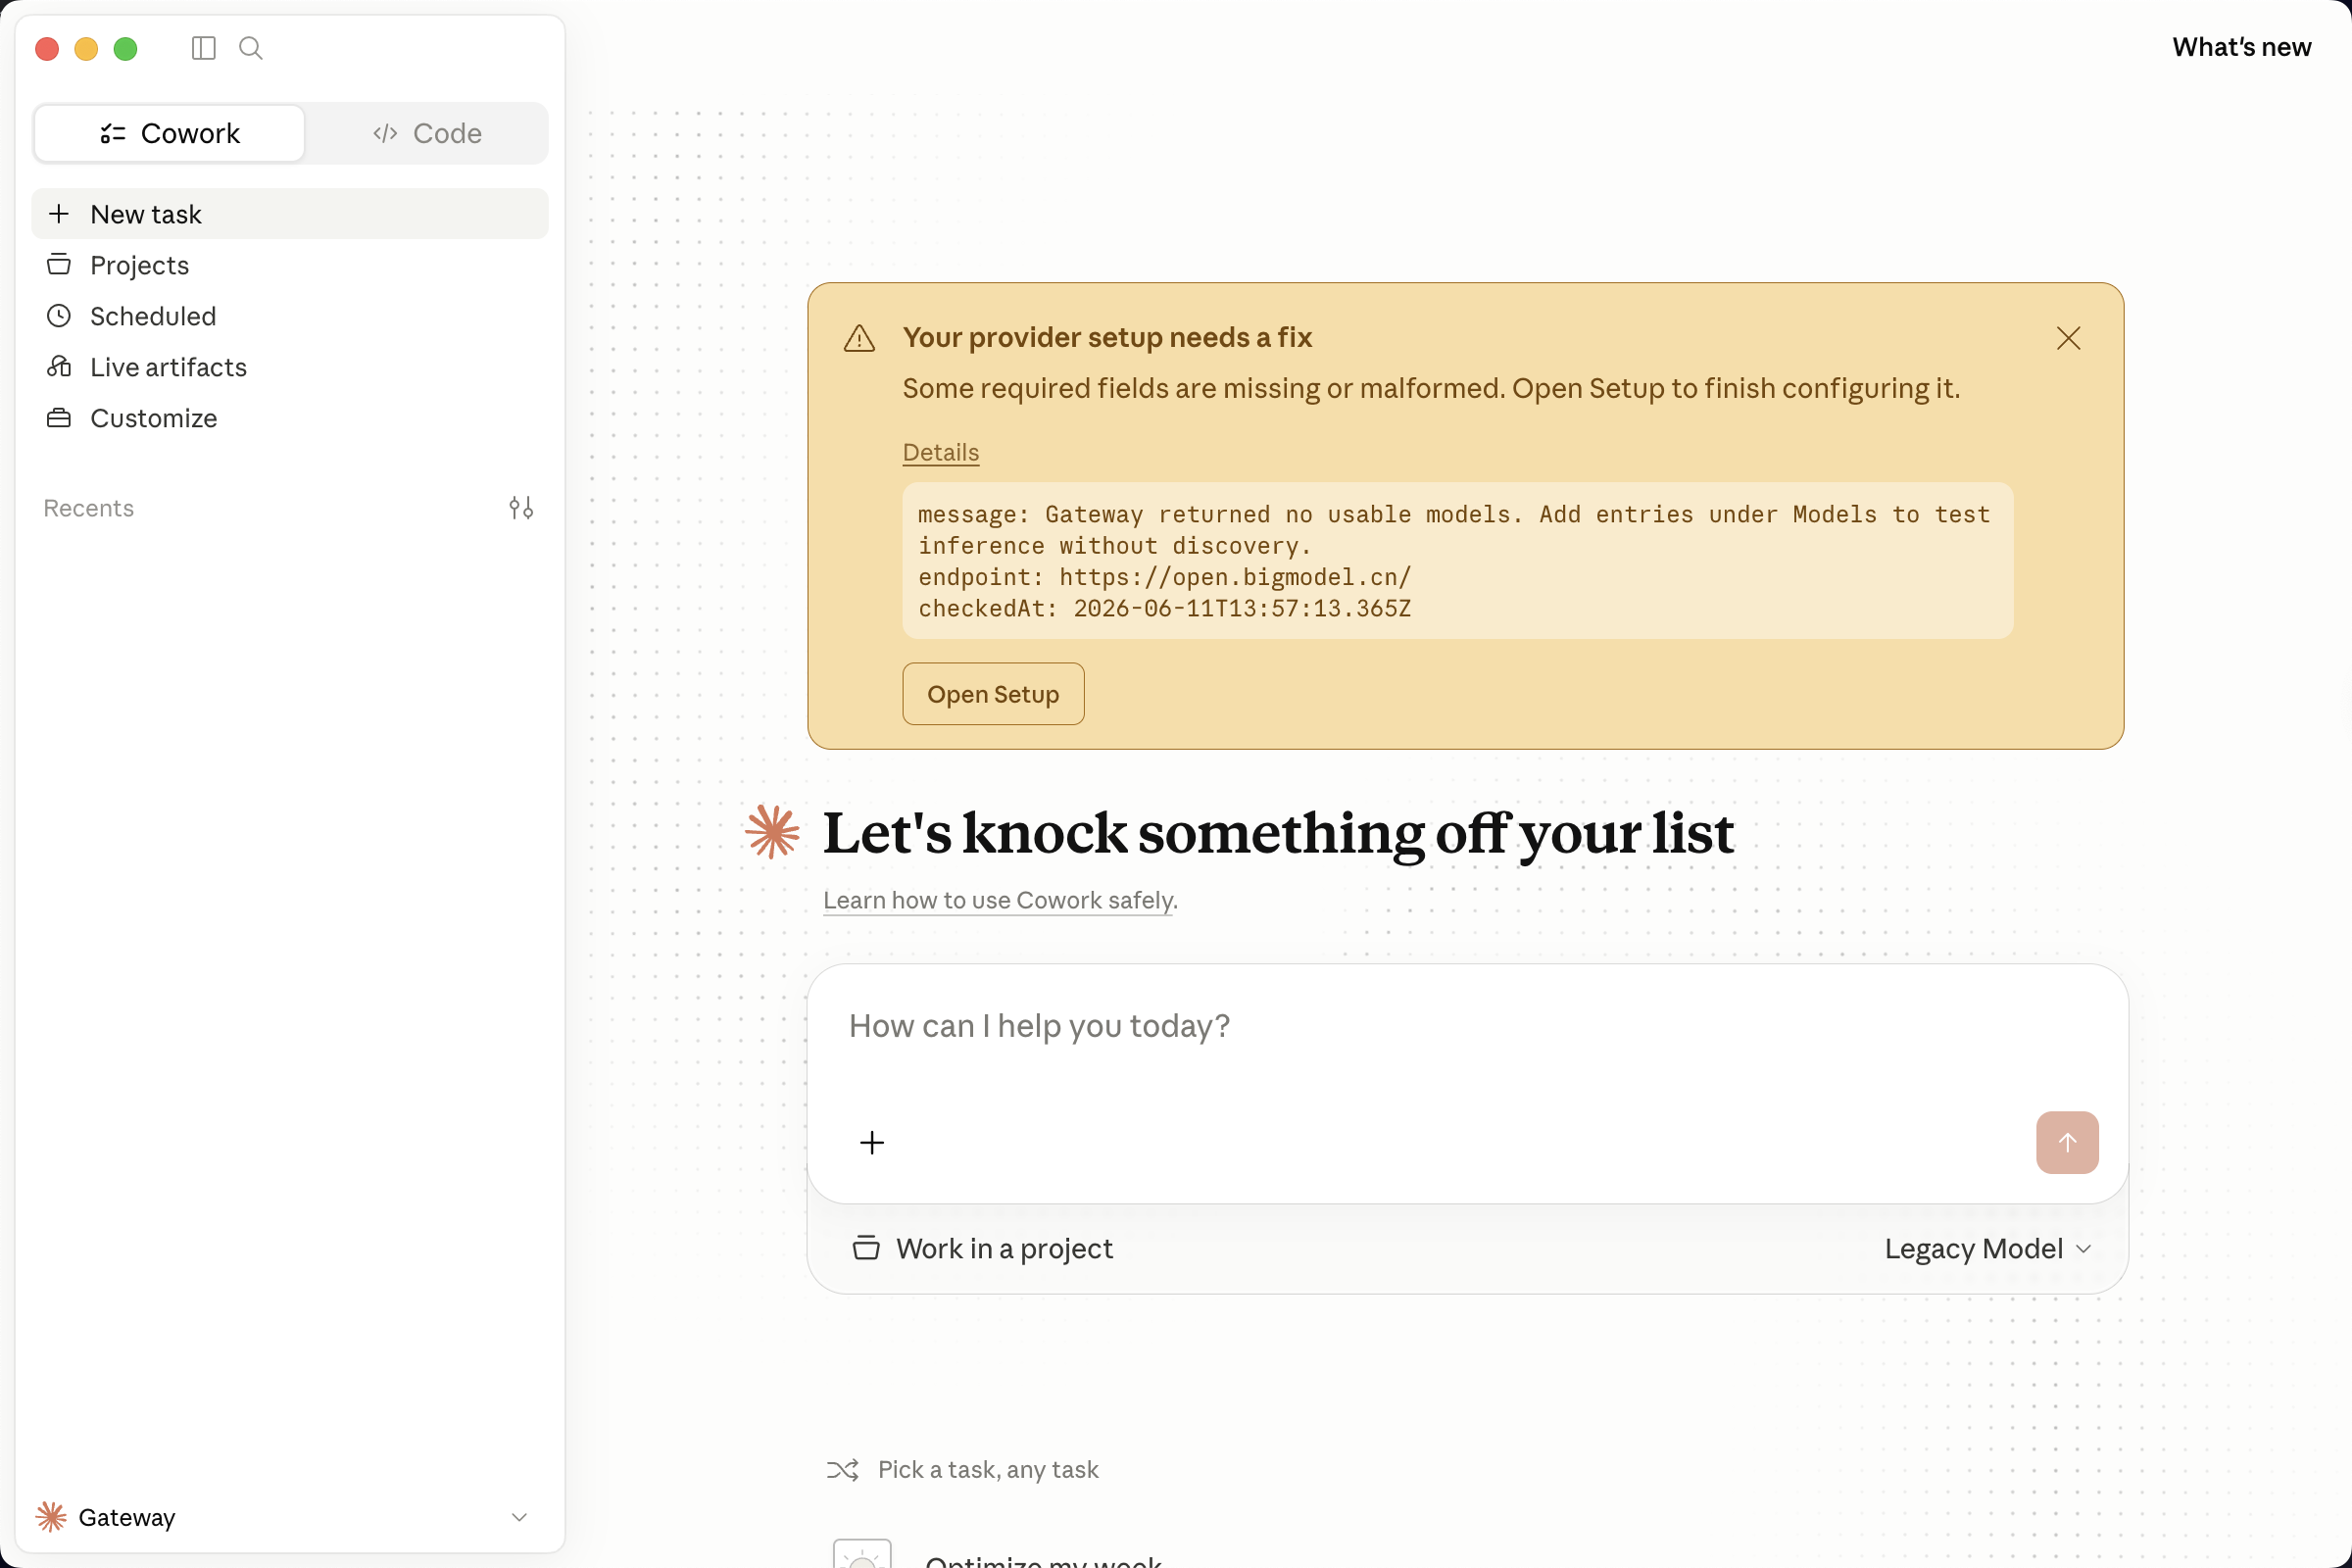 What's new
Cowork
Code
New task
Projects
Scheduled
Live artifacts
Customize
Recents
Gateway
Your provider setup needs a fix
Some required fields are missing or malformed. Open Setup to finish configuring it.
Details
message: Gateway returned no usable models. Add entries under Models to test
inference without discovery.
endpoint: https://open.bigmodel.cn/
checkedAt: 2026-06-11T13:57:13.365Z
Open Setup
Let's knock something off your list
Learn how to use Cowork safely.
How can I help you today?
Work in a project
Legacy Model
Pick a task, any task
Optimize my week